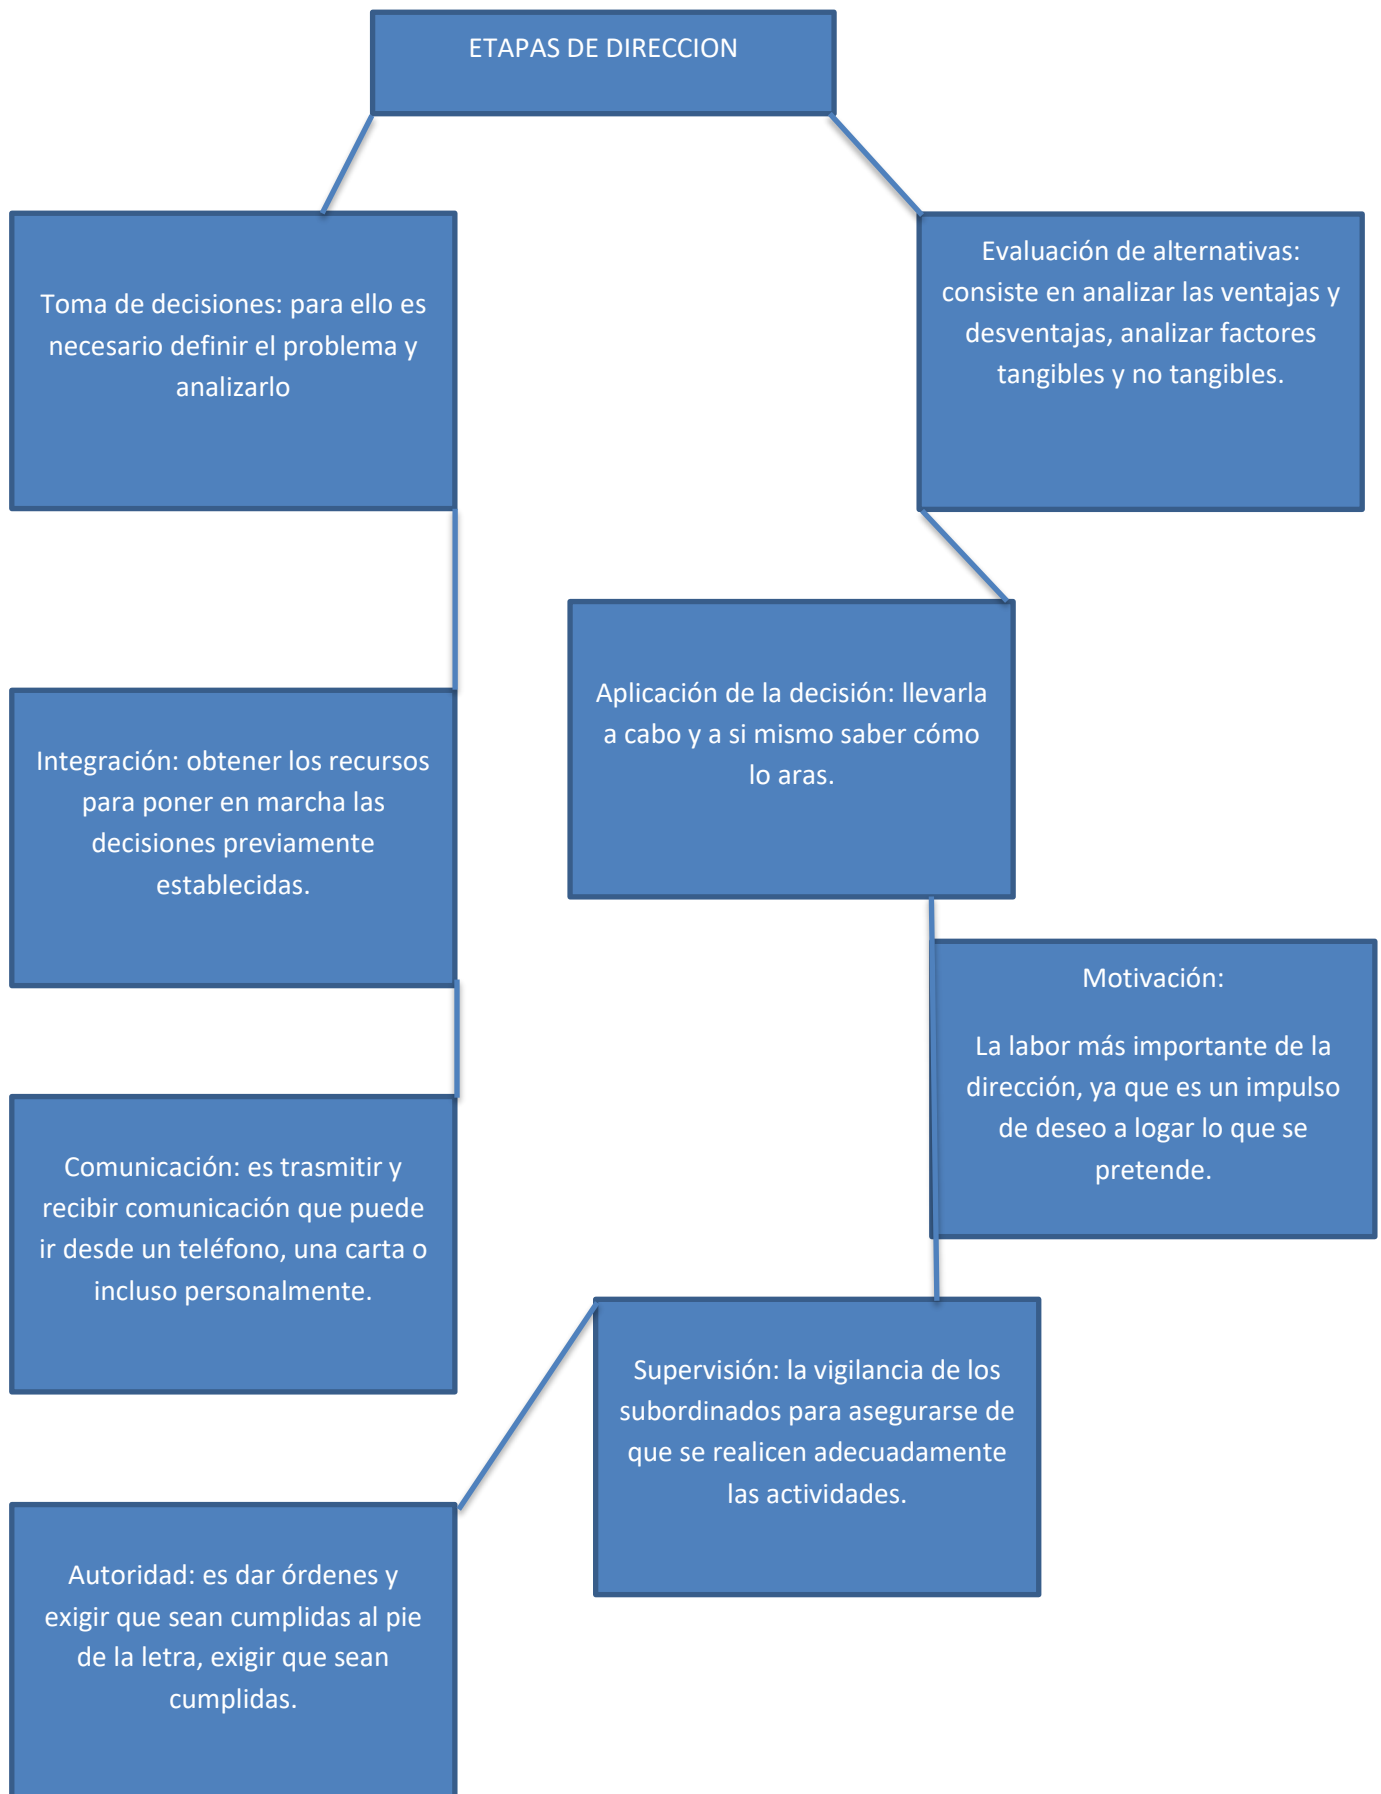 ETAPAS DE DIRECCION
Toma de decisiones: para ello es
necesario definir el problema y
analizarlo
Evaluación de alternativas:
consiste en analizar las ventajas y
desventajas, analizar factores
tangibles y no tangibles.
Integración: obtener los recursos
para poner en marcha las
decisiones previamente
establecidas.
Aplicación de la decisión: llevarla
a cabo y a si mismo saber cómo
lo aras.
Motivación:
La labor más importante de la
dirección, ya que es un impulso
de deseo a logar lo que se
pretende.
Comunicación: es trasmitir y
recibir comunicación que puede
ir desde un teléfono, una carta o
incluso personalmente.
Supervisión: la vigilancia de los
subordinados para asegurarse de
que se realicen adecuadamente
las actividades.
Autoridad: es dar órdenes y
exigir que sean cumplidas al pie
de la letra, exigir que sean
cumplidas.